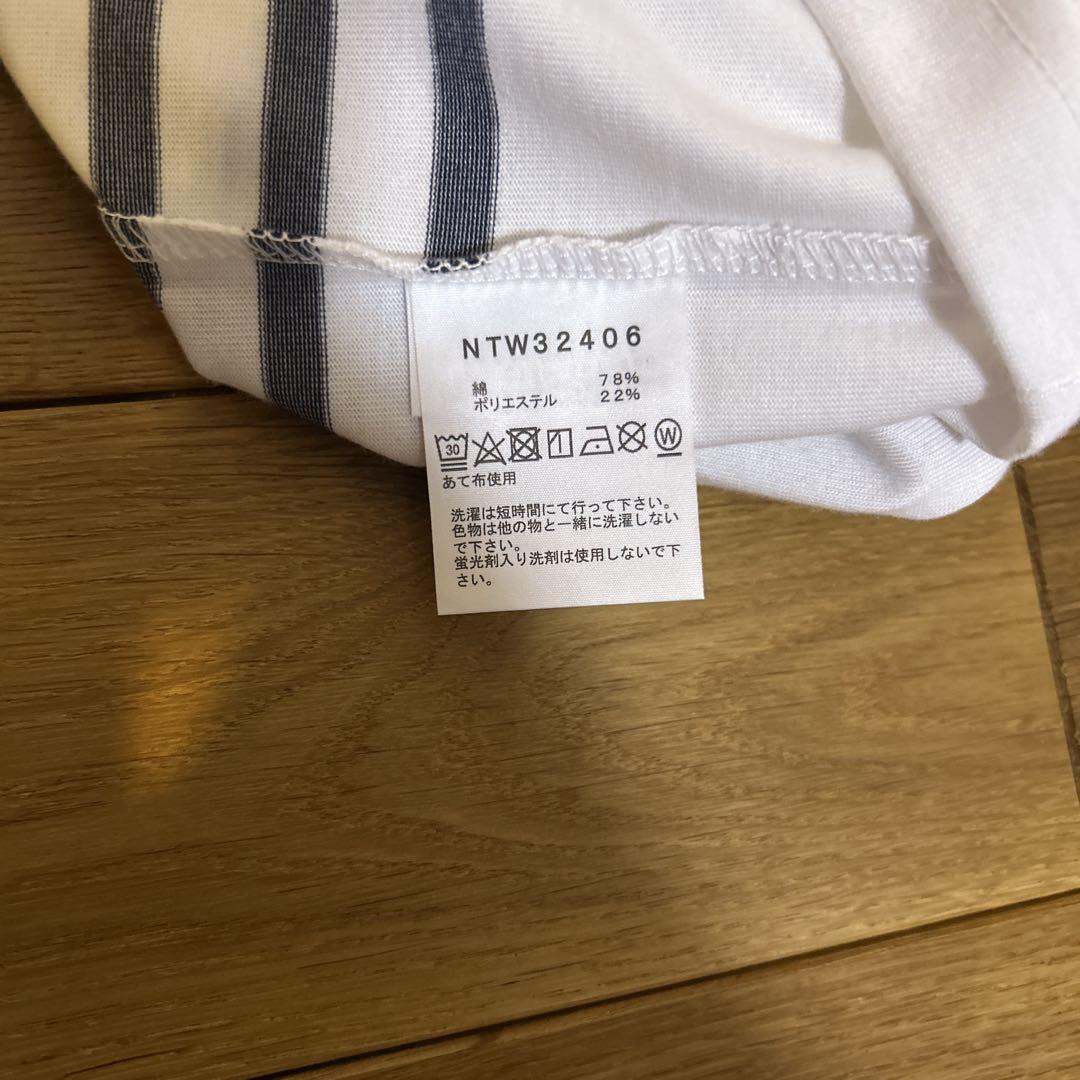 NTW32406
綿 78%
ポリエステル 22%
30 W
あて布使用
洗濯は短時間にて行って下さい。
色物は他の物と一緒に洗濯しない
で下さい。
蛍光剤入り洗剤は使用しないで下
さい。